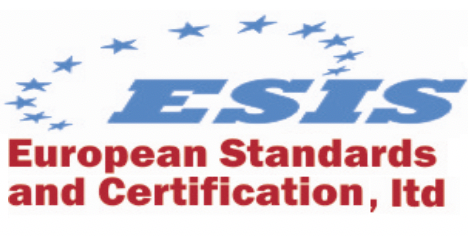 ESIS
European Standards
and Certification, ltd